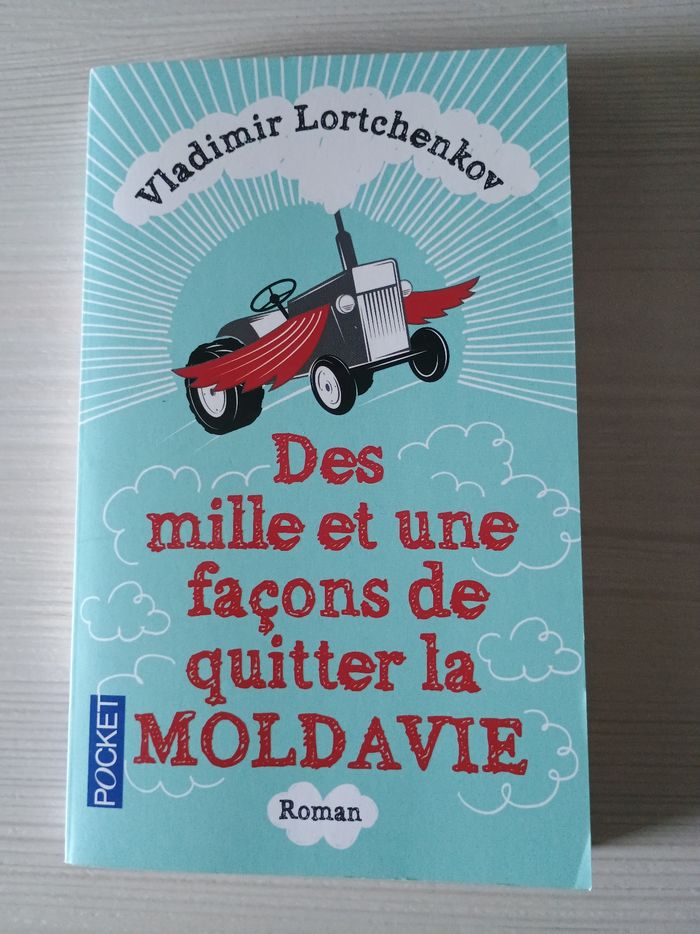 Vladimir Lortchenkov
Des
mille et une
façons de
quitter la
MOLDAVIE
POCKET
Roman